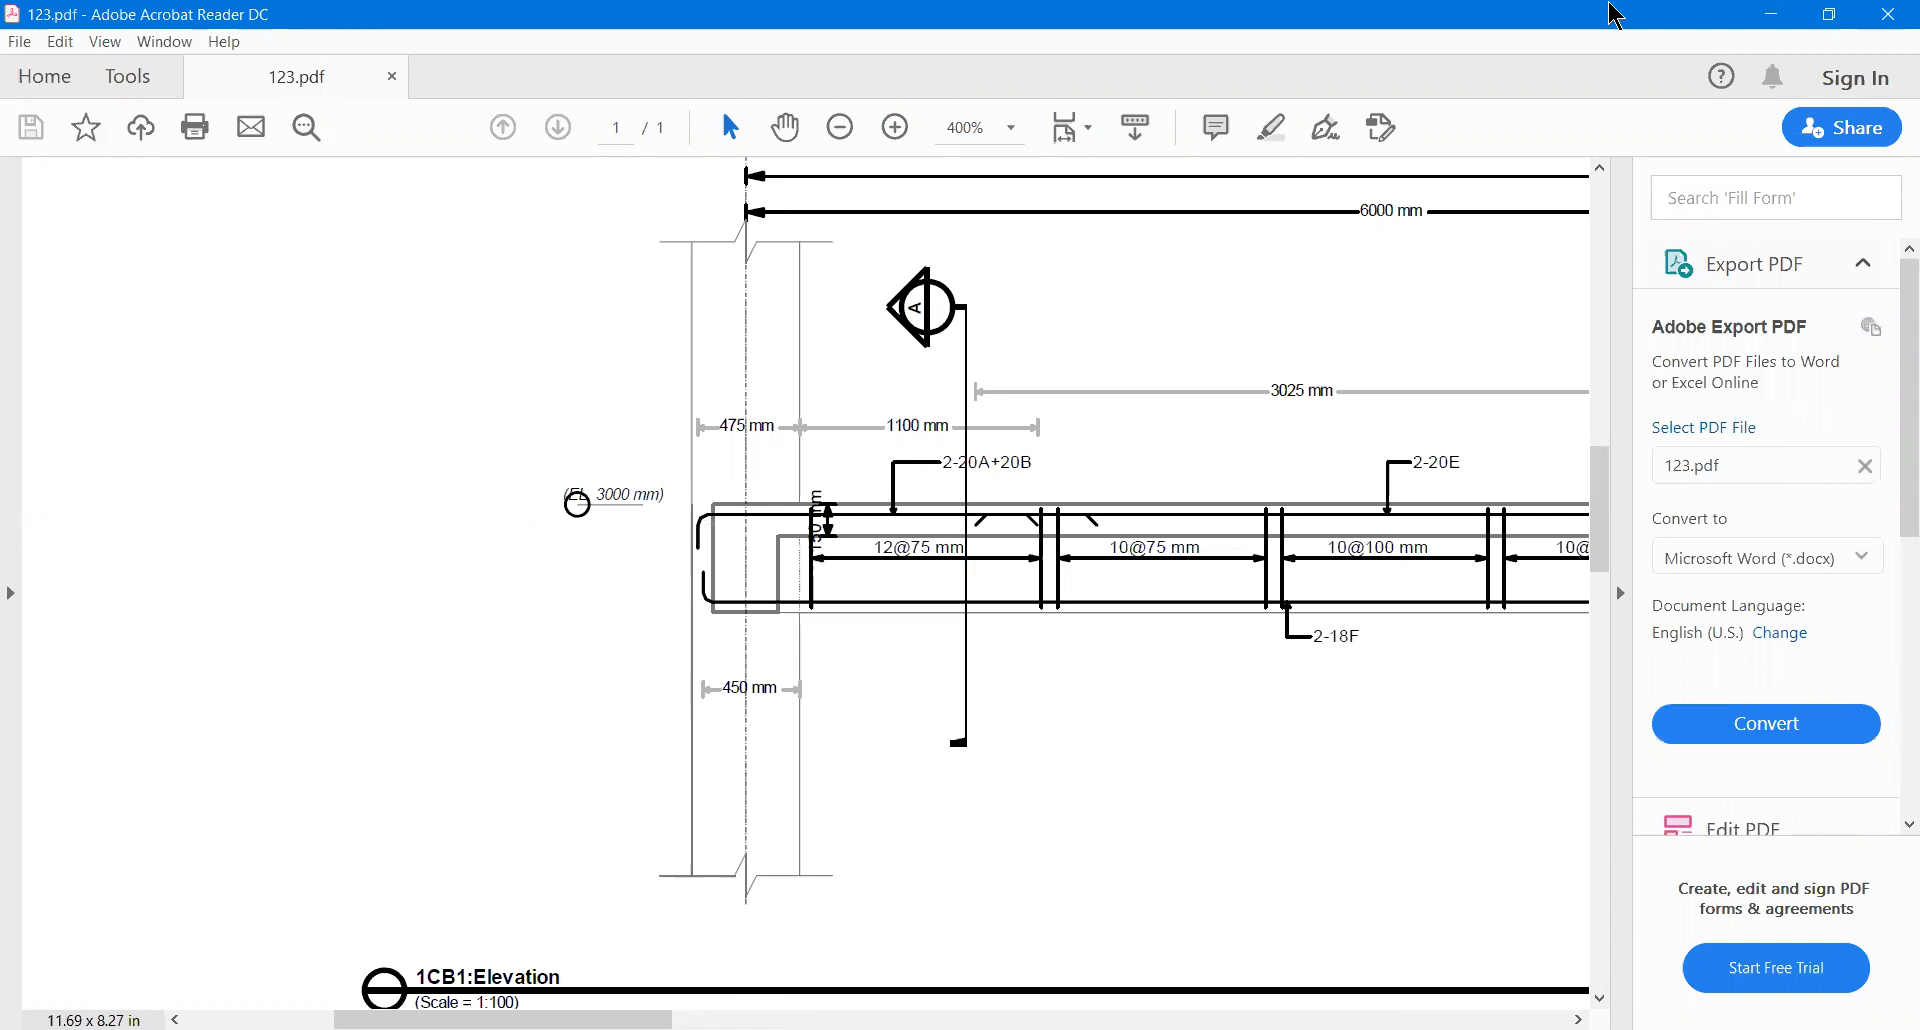 123.pdf - Adobe Acrobat Reader DC
File Edit View Window Help
Home Tools 123.pdf Sign In
1 / 1 400% Share
6000 mm
A
3025 mm
475 mm 1100 mm
2-20A+20B 2-20E
(EL 3000 mm)
150 mm
12@75 mm 10@75 mm 10@100 mm 10@
2-18F
450 mm
1CB1:Elevation
(Scale = 1:100)
11.69 x 8.27 in
Search 'Fill Form'
Export PDF
Adobe Export PDF
Convert PDF Files to Word
or Excel Online
Select PDF File
123.pdf
Convert to
Microsoft Word (*.docx)
Document Language:
English (U.S.) Change
Convert
Edit PDF
Create, edit and sign PDF
forms & agreements
Start Free Trial